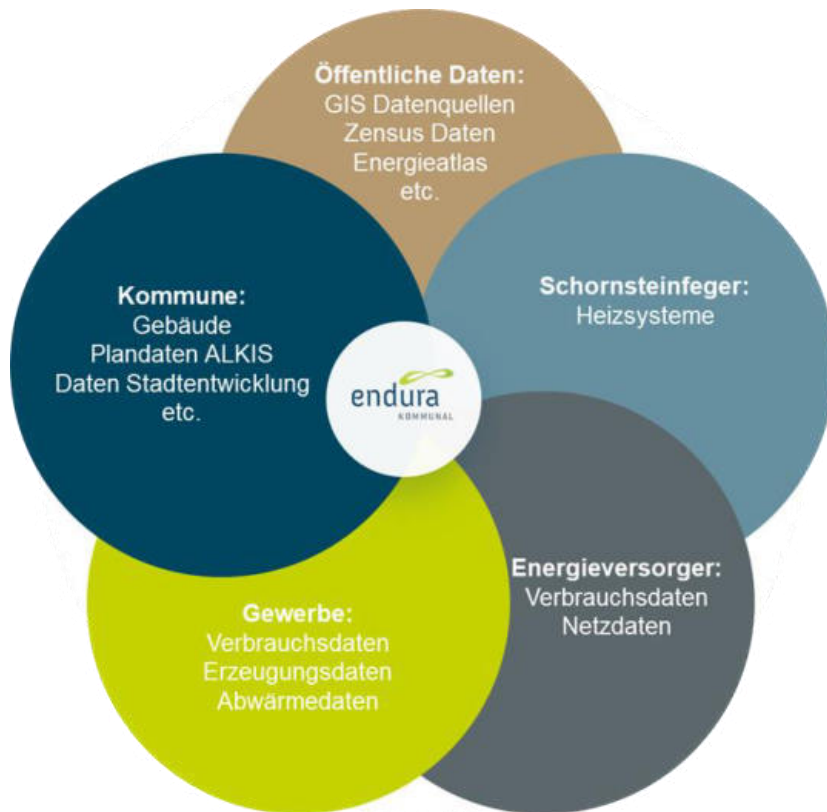 Öffentliche Daten:
GIS Datenquellen
Zensus Daten
Energieatlas
etc.
Schornsteinfeger:
Heizsysteme
Energieversorger:
Verbrauchsdaten
Netzdaten
Gewerbe:
Verbrauchsdaten
Erzeugungsdaten
Abwärmedaten
Kommune:
Gebäude
Plandaten ALKIS
Daten Stadtentwicklung
etc.
endura
KOMMUNAL